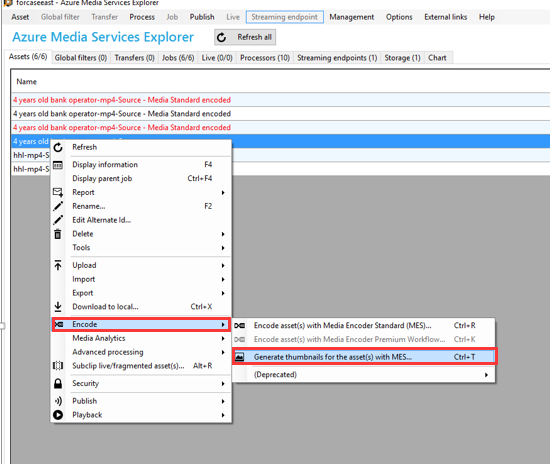 forcaseeast - Azure Media Services Explorer
Asset Global filter Transfer Process Job Publish Live Streaming endpoint Management Options External links Help
Azure Media Services Explorer Refresh all
Assets (6/6) Global filters (0) Transfers (0) Jobs (6/6) Live (0/0) Processors (10) Streaming endpoints (1) Storage (1) Chart
Name
4 years old bank operator-mp4-Source - Media Standard encoded
4 years old bank operator-mp4-Source - Media Standard encoded
4 years old bank operator-mp4-Source - Media Standard encoded
4 years old bank operator-mp4-Source - Media Standard encoded
hhl-mp4-S
hhl-mp4-S
Refresh
Display information F4
Display parent job Ctrl+F4
Report
Rename... F2
Edit Alternate Id...
Delete
Tools
Upload
Import
Export
Download to local... Ctrl+X
Encode
Encode asset(s) with Media Encoder Standard (MES)... Ctrl+R
Media Analytics
Encode asset(s) with Media Encoder Premium Workflow... Ctrl+K
Advanced processing
Generate thumbnails for the asset(s) with MES... Ctrl+T
Subclip live/fragmented asset(s)... Alt+R
(Deprecated)
Security
Publish
Playback